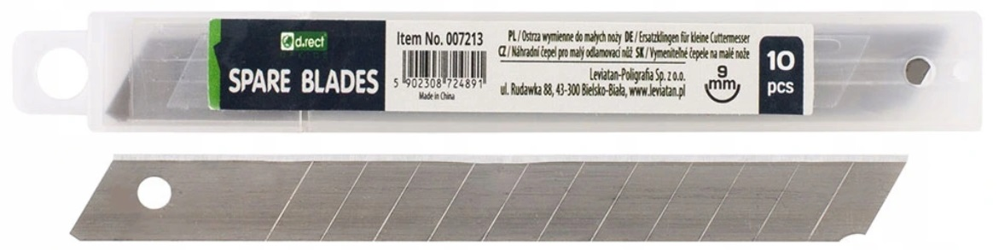 d.rect
SPARE BLADES
Item No. 007213
5 902308 724891
Made in China
PL / Ostrza wymienne do małych noży DE / Ersatzklingen für kleine Cuttermesser
CZ / Náhradní čepel pro malý odlamovací nůž SK / Vymeniteľné čepele na malé nože
Leviatan-Poligrafia Sp. z o.o.
ul. Rudawka 88, 43-300 Bielsko-Biała, www.leviatan.pl
9
mm
10
pcs